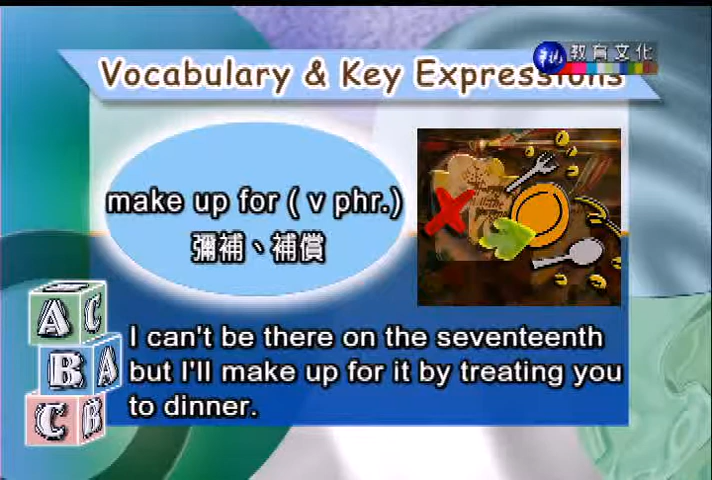 教育文化
Vocabulary & Key Expressions
make up for ( v phr.)
彌補、補償
A C
B A
C B
I can't be there on the seventeenth
but I'll make up for it by treating you
to dinner.